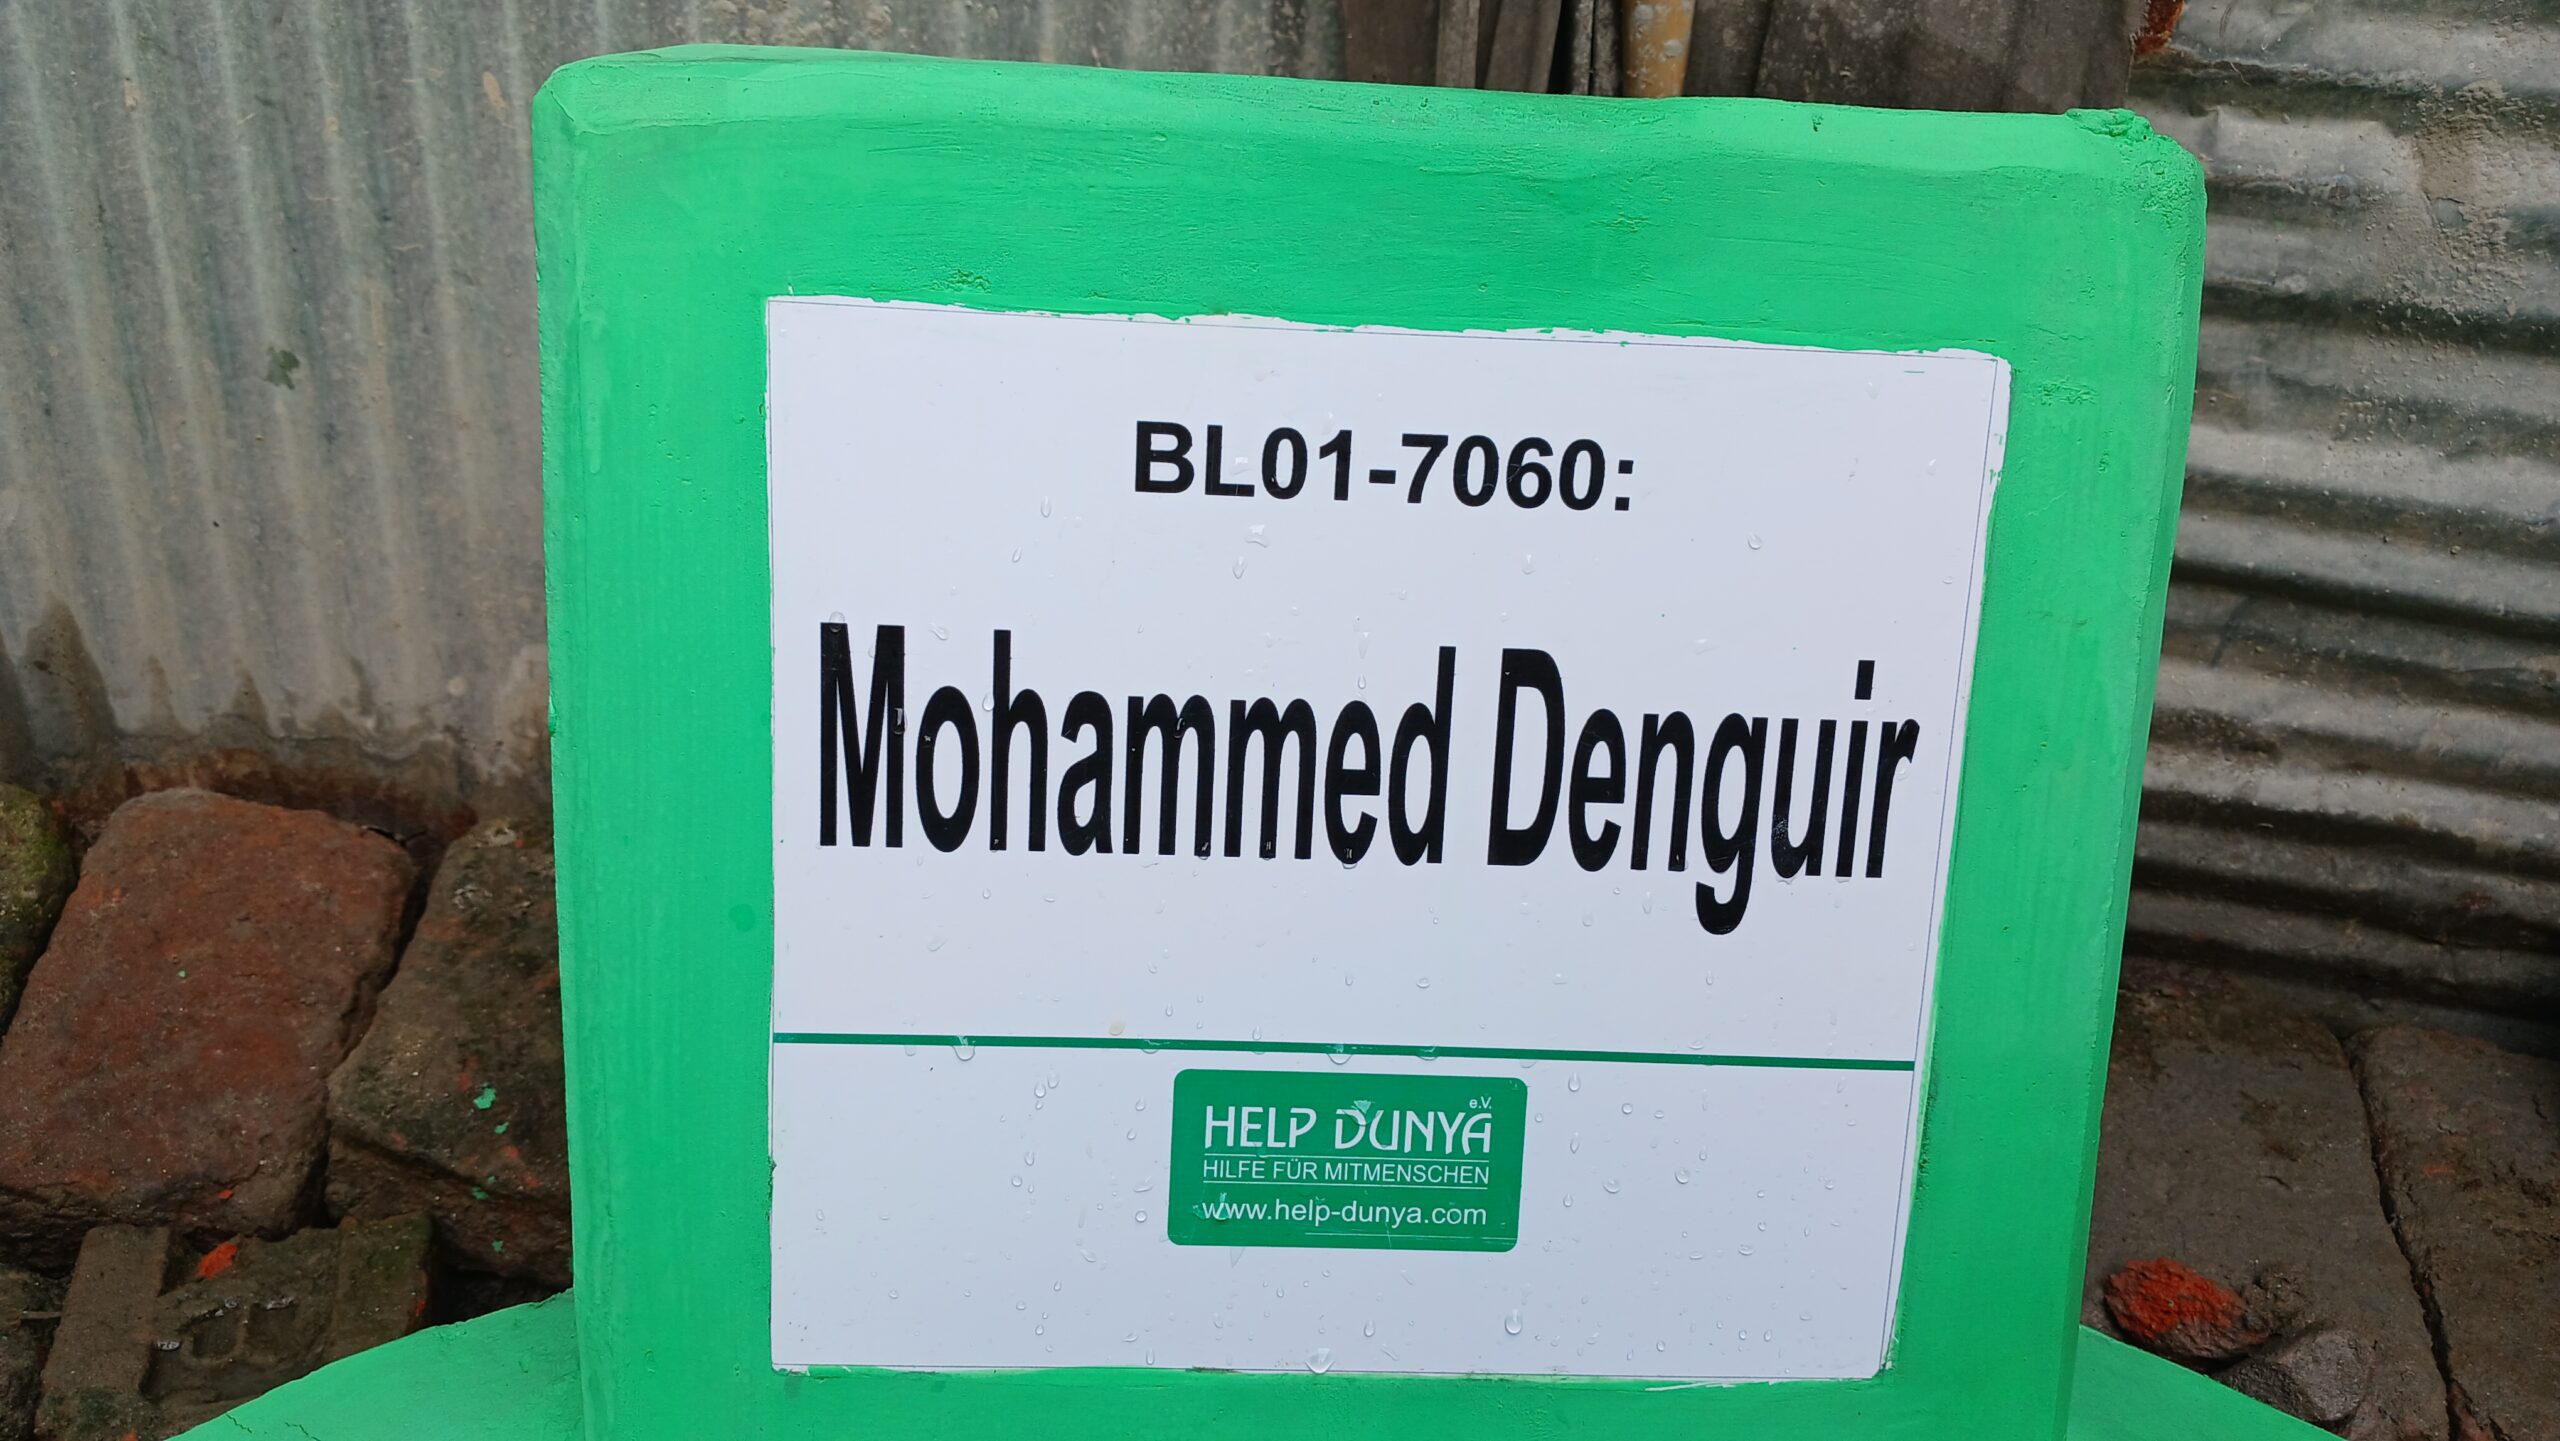 BL01-7060:
Mohammed Denguir
HELP DUNYA e.V.
HILFE FÜR MITMENSCHEN
www.help-dunya.com